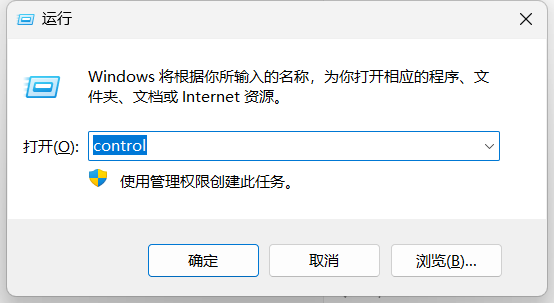 运行
Windows 将根据你所输入的名称，为你打开相应的程序、文
件夹、文档或 Internet 资源。
打开(O): control
使用管理权限创建此任务。
确定 取消 浏览(B)...